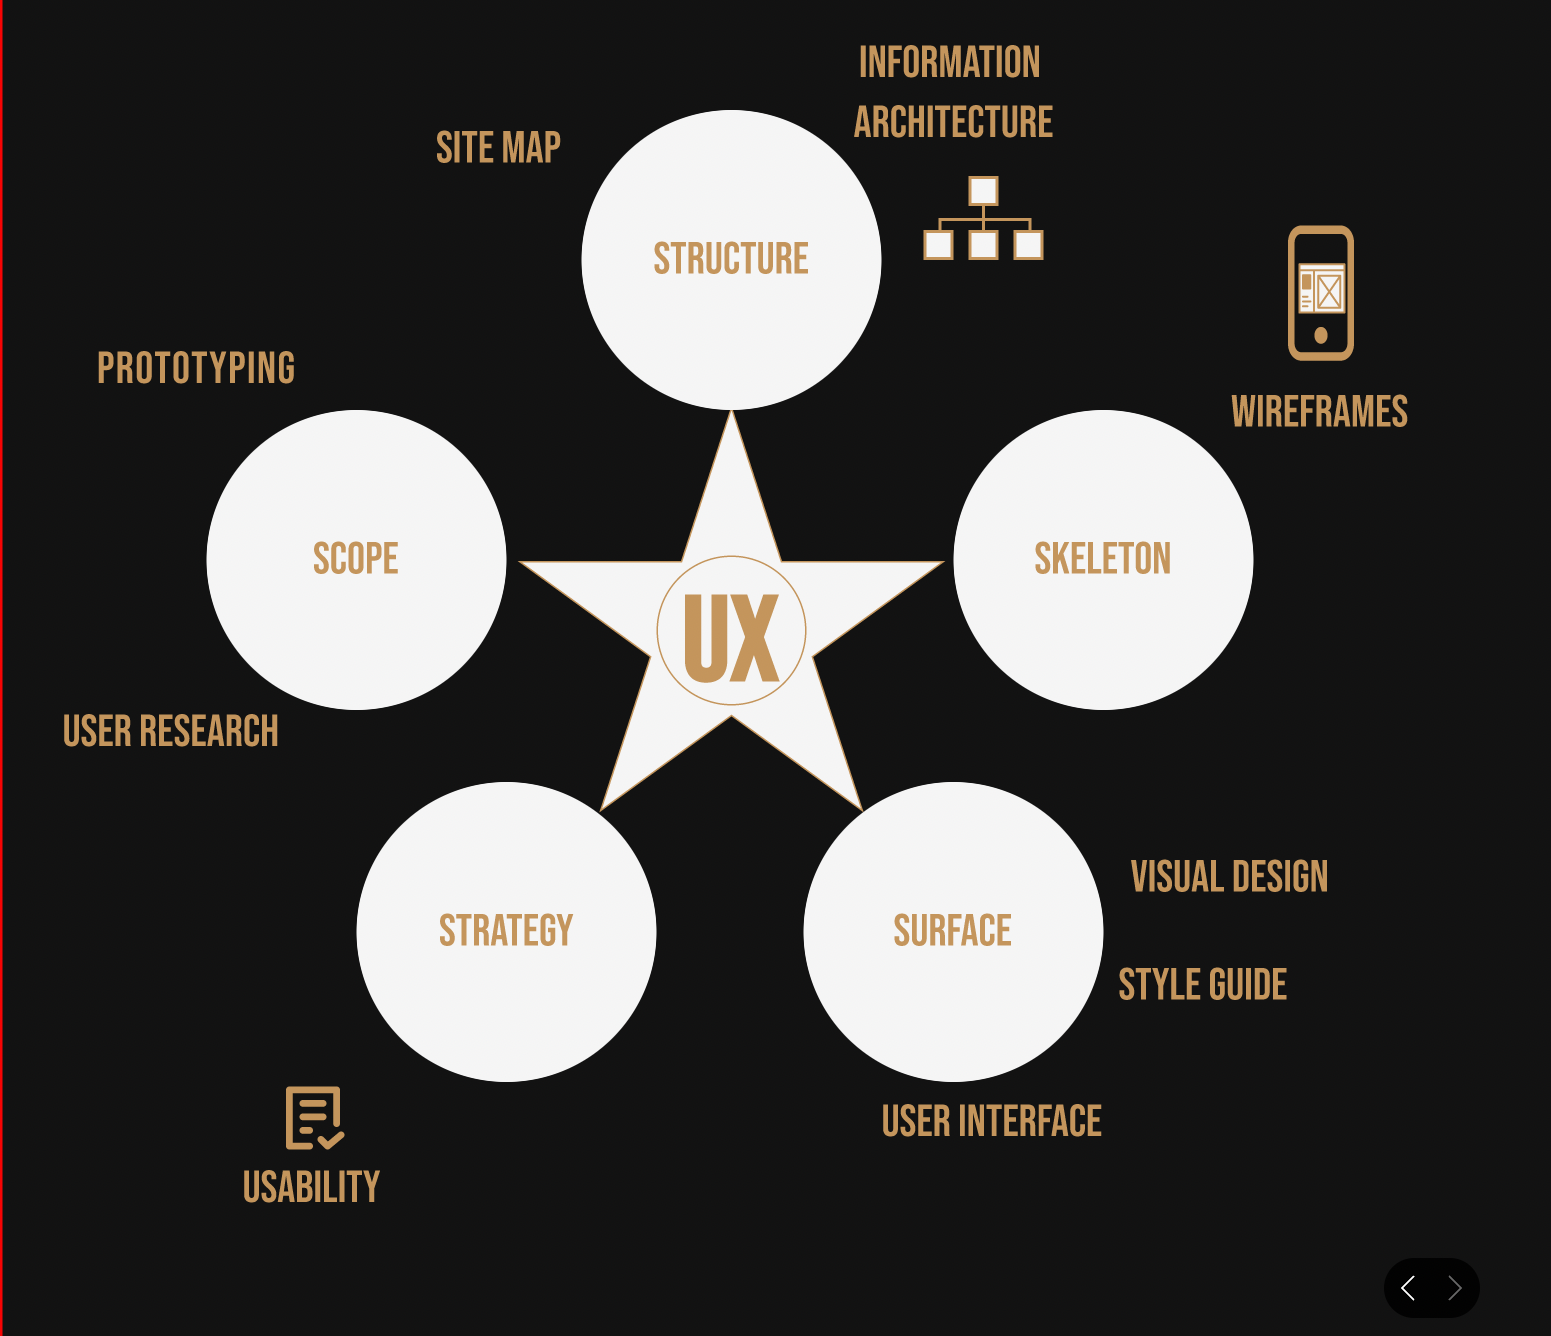 INFORMATION
ARCHITECTURE
SITE MAP
STRUCTURE
PROTOTYPING
WIREFRAMES
SCOPE
SKELETON
UX
USER RESEARCH
VISUAL DESIGN
STRATEGY
SURFACE
STYLE GUIDE
USER INTERFACE
USABILITY